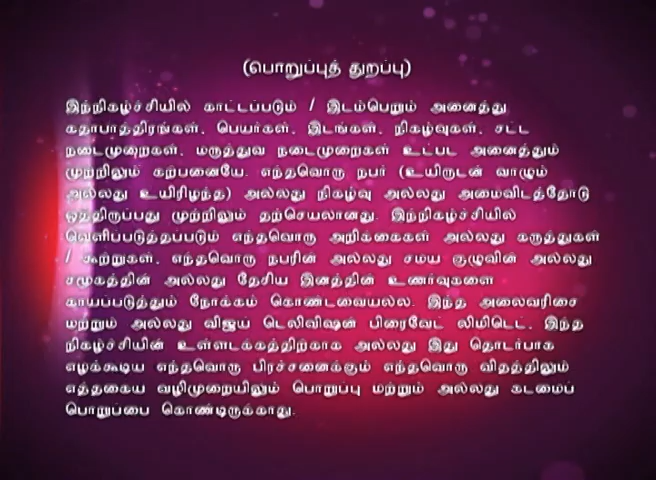 (பொறுப்புத் துறப்பு)
இந்நிகழ்ச்சியில் காட்டப்படும் / இடம்பெறும் அனைத்து
கதாபாத்திரங்கள், பெயர்கள், இடங்கள், நிகழ்வுகள், சட்ட
நடைமுறைகள், மருத்துவ நடைமுறைகள் உட்பட அனைத்தும்
முற்றிலும் கற்பனையே. எந்தவொரு நபர் (உயிருடன் வாழும்
அல்லது உயிரிழந்த) அல்லது நிகழ்வு அல்லது அமைவிடத்தோடு
ஒத்திருப்பது முற்றிலும் தற்செயலானது. இந்நிகழ்ச்சியில்
வெளிப்படுத்தப்படும் எந்தவொரு அறிக்கைகள் அல்லது கருத்துகள்
/ கூற்றுகள், எந்தவொரு நபரின் அல்லது சமய குழுவின் அல்லது
சமூகத்தின் அல்லது தேசிய இனத்தின் உணர்வுகளை
காயப்படுத்தும் நோக்கம் கொண்டவையல்ல. இந்த அலைவரிசை
மற்றும் அல்லது விஜய் டெலிவிஷன் பிரைவேட் லிமிடெட், இந்த
நிகழ்ச்சியின் உள்ளடக்கத்திற்காக அல்லது இது தொடர்பாக
எழக்கூடிய எந்தவொரு பிரச்சனைக்கும் எந்தவொரு விதத்திலும்
எத்தகைய வழிமுறையிலும் பொறுப்பு மற்றும் அல்லது கடமைப்
பொறுப்பை கொண்டிருக்காது.